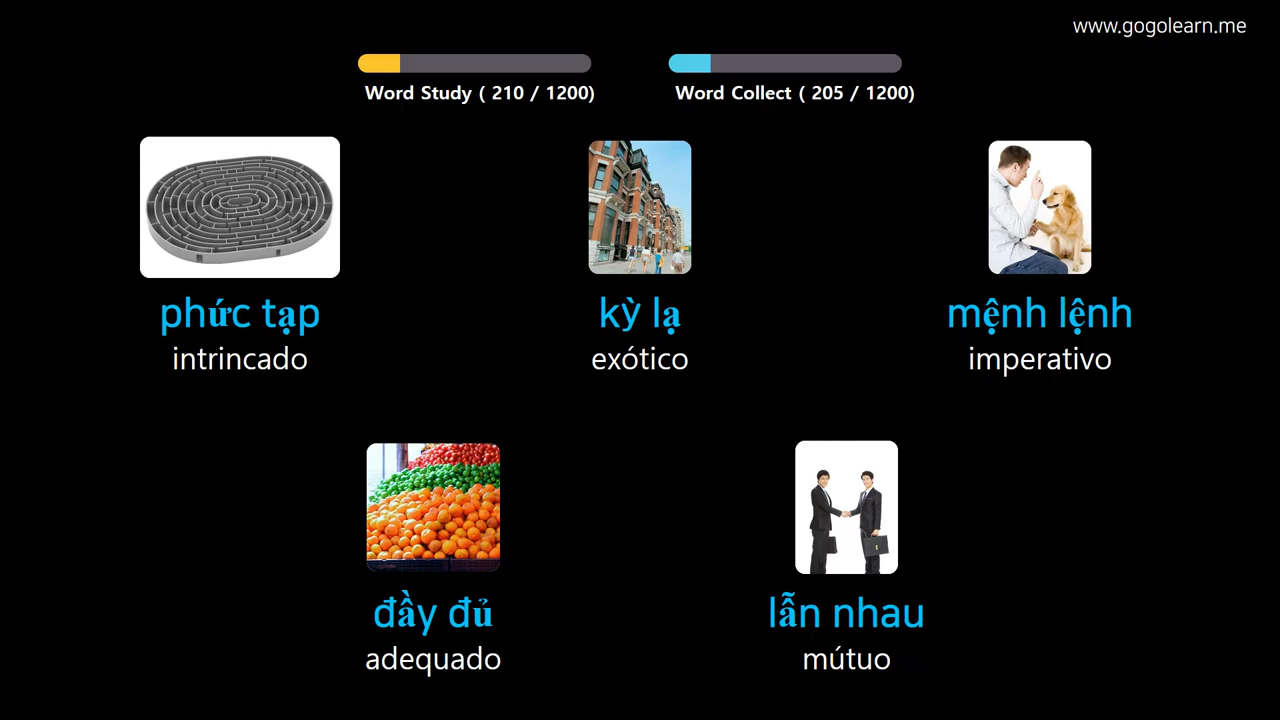 www.gogolearn.me
Word Study ( 210 / 1200)
Word Collect ( 205 / 1200)
phức tạp
intrincado
kỳ lạ
exótico
mệnh lệnh
imperativo
đầy đủ
adequado
lẫn nhau
mútuo